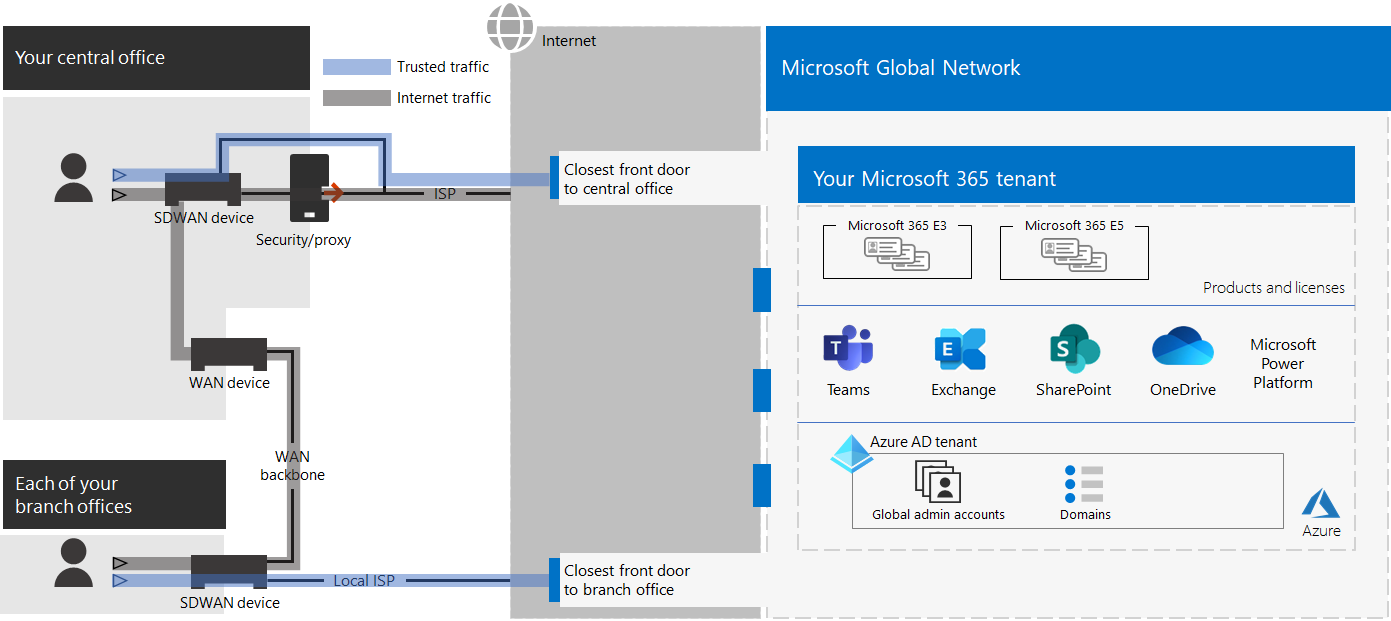 Your central office
Trusted traffic
Internet traffic
SDWAN device
Security/proxy
ISP
WAN device
WAN
backbone
Each of your
branch offices
SDWAN device
Local ISP
Internet
Closest front door
to central office
Closest front door
to branch office
Microsoft Global Network
Your Microsoft 365 tenant
Microsoft 365 E3
Microsoft 365 E5
Products and licenses
T
Teams
E
Exchange
S
SharePoint
OneDrive
Microsoft
Power
Platform
Azure AD tenant
Global admin accounts
Domains
Azure